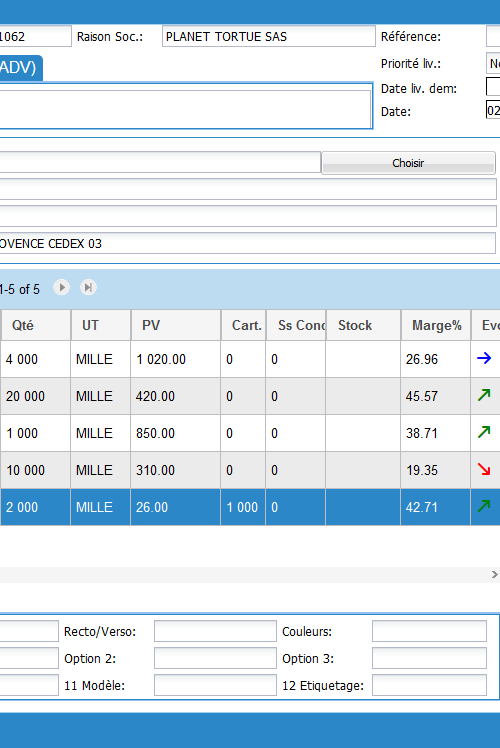 1062 Raison Soc.: PLANET TORTUE SAS Référence:
ADV) Priorité liv.: No
Date liv. dem:
Date: 02
Choisir
OVENCE CEDEX 03
1-5 of 5
Qté UT PV Cart. Ss Cond Stock Marge% Evo
4 000 MILLE 1 020.00 0 0 26.96
20 000 MILLE 420.00 0 0 45.57
1 000 MILLE 850.00 0 0 38.71
10 000 MILLE 310.00 0 0 19.35
2 000 MILLE 26.00 1 000 0 42.71
Recto/Verso: Couleurs:
Option 2: Option 3:
11 Modèle: 12 Etiquetage: